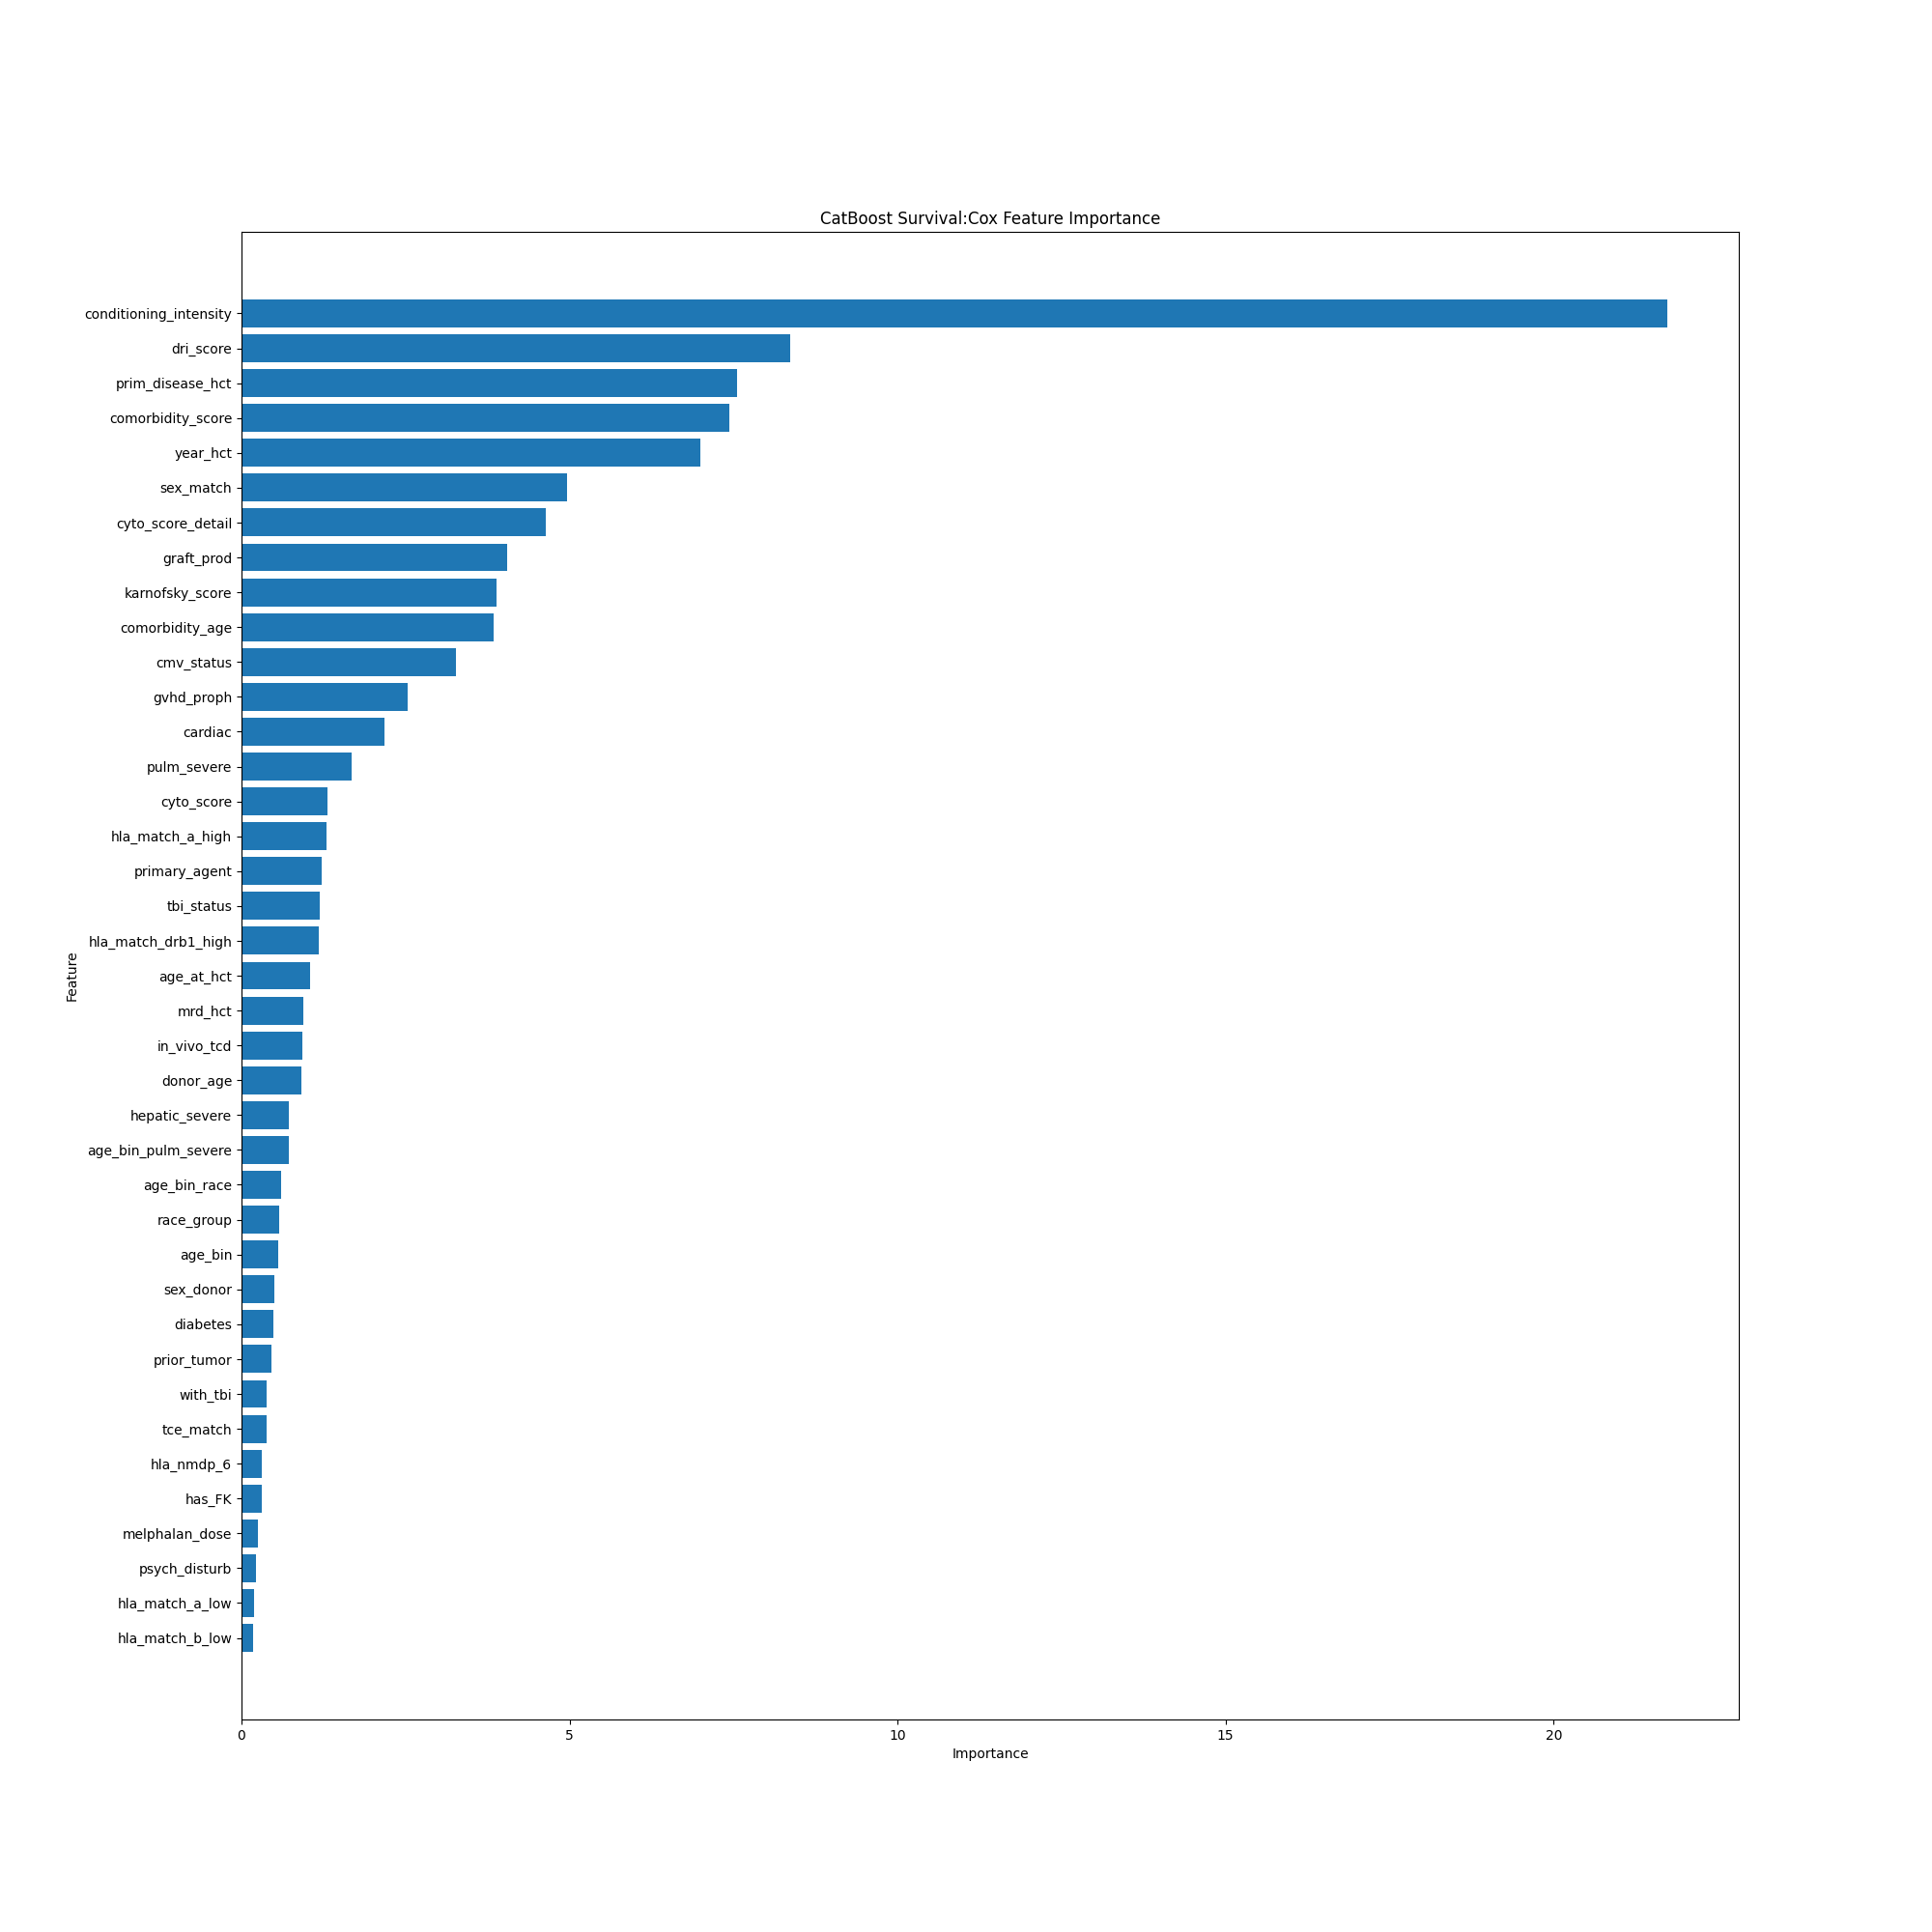 CatBoost Survival:Cox Feature Importance
conditioning_intensity
dri_score
prim_disease_hct
comorbidity_score
year_hct
sex_match
cyto_score_detail
graft_prod
karnofsky_score
comorbidity_age
cmv_status
gvhd_proph
cardiac
pulm_severe
cyto_score
hla_match_a_high
primary_agent
tbi_status
hla_match_drb1_high
age_at_hct
mrd_hct
in_vivo_tcd
donor_age
hepatic_severe
age_bin_pulm_severe
age_bin_race
race_group
age_bin
sex_donor
diabetes
prior_tumor
with_tbi
tce_match
hla_nmdp_6
has_FK
melphalan_dose
psych_disturb
hla_match_a_low
hla_match_b_low
Feature
0 5 10 15 20
Importance